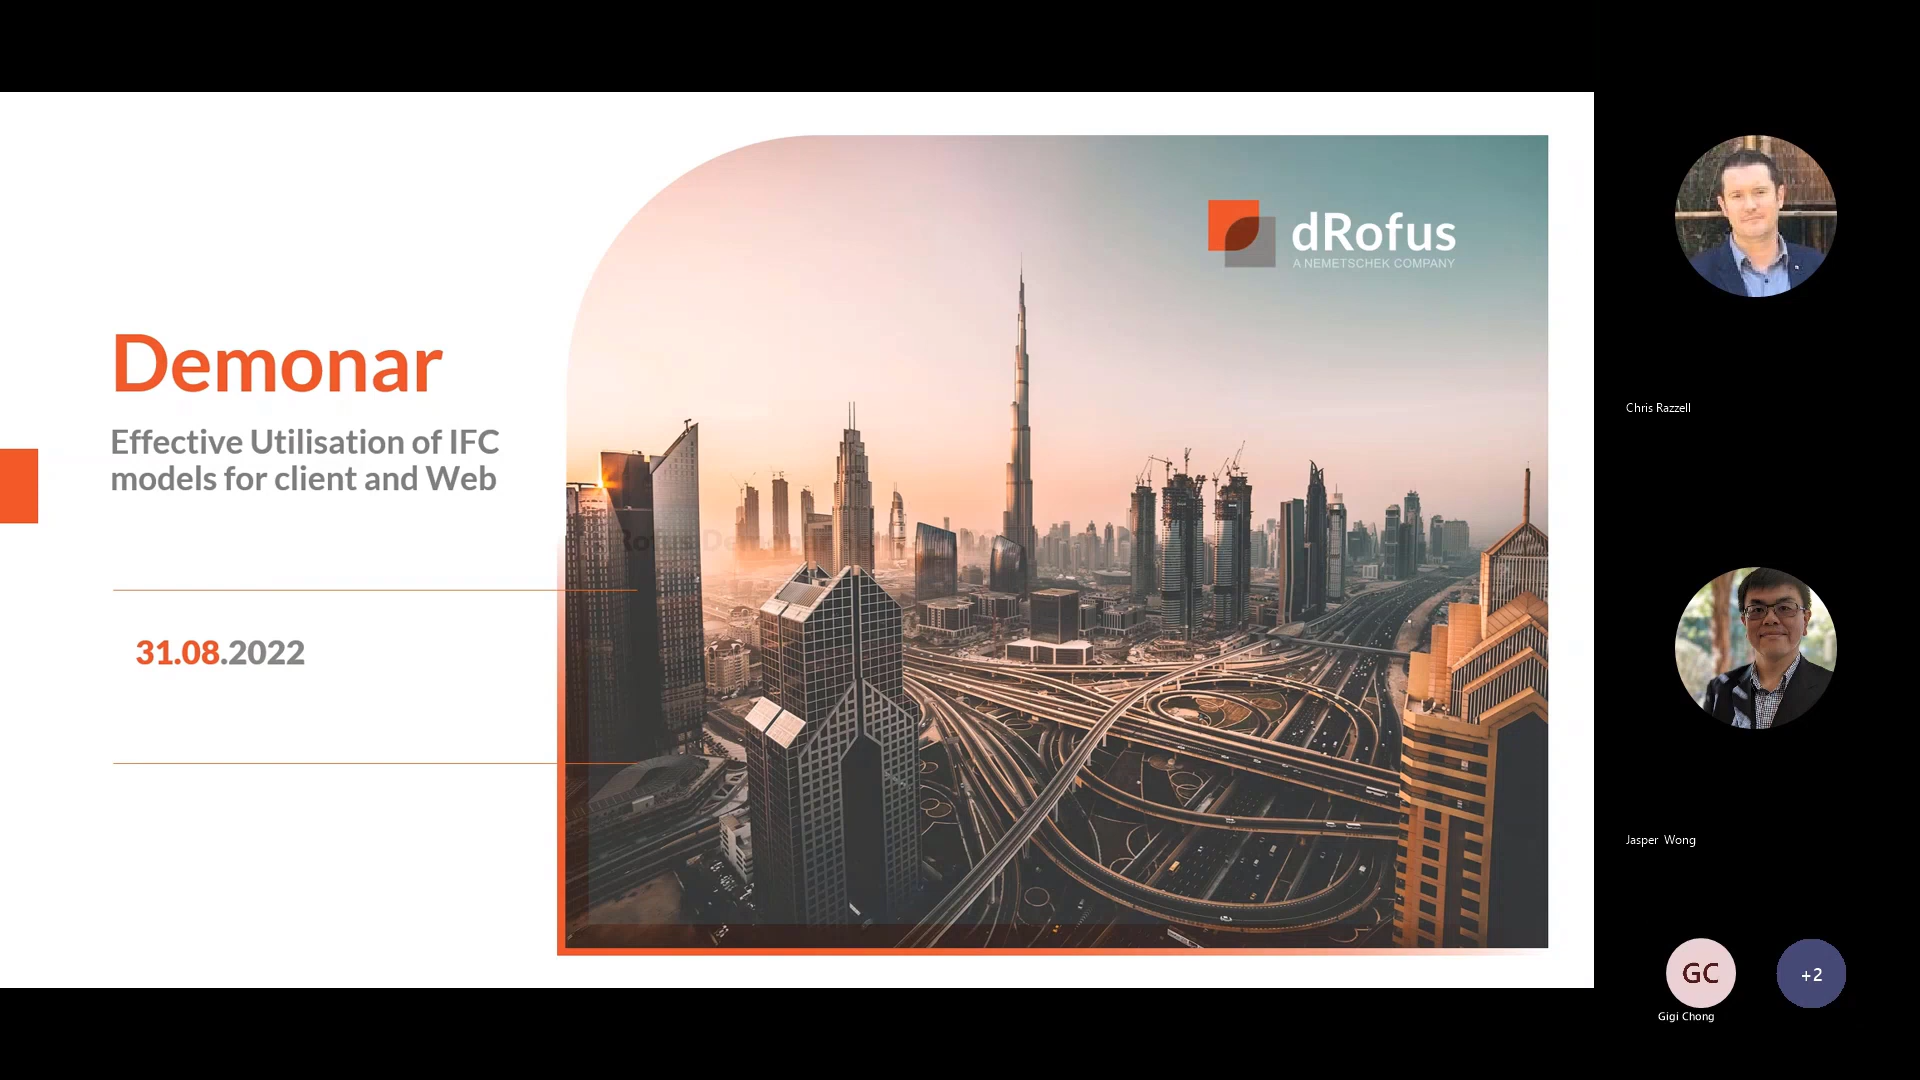 Demonar
Effective Utilisation of IFC
models for client and Web
31.08.2022
dRofus
A NEMETSCHEK COMPANY
Chris Razzell
Jasper Wong
GC
+2
Gigi Chong